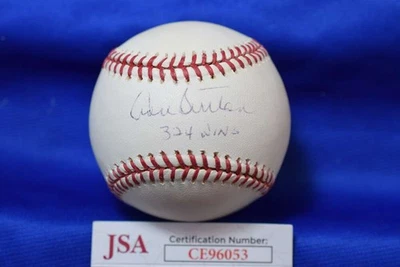 Don Sutton
324 WINS
JSA
Certification Number:
CE96053